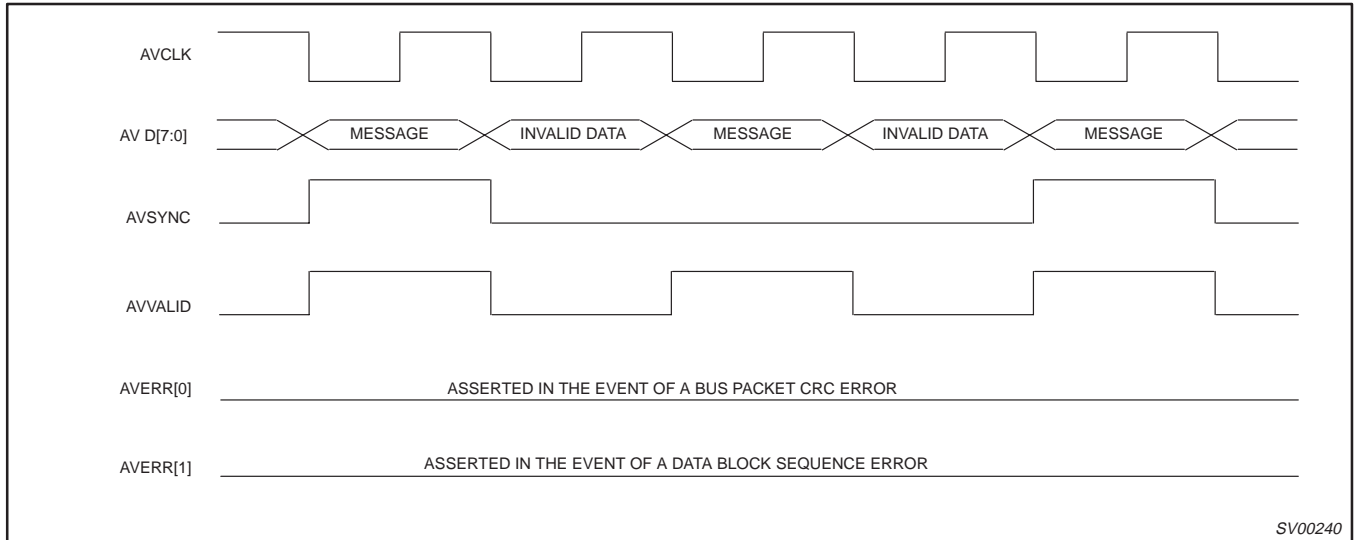 AVCLK
AV D[7:0] MESSAGE INVALID DATA MESSAGE INVALID DATA MESSAGE
AVSYNC
AVVALID
AVERR[0] ASSERTED IN THE EVENT OF A BUS PACKET CRC ERROR
AVERR[1] ASSERTED IN THE EVENT OF A DATA BLOCK SEQUENCE ERROR
SV00240